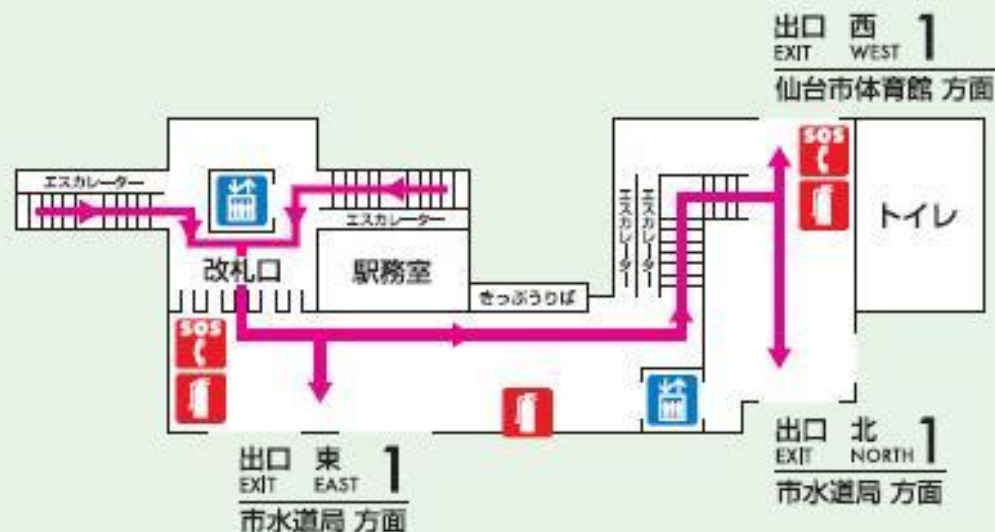 出口 西 1
EXIT WEST
仙台市体育館 方面
SOS
エスカレーター
エスカレーター
エスカレーター
エスカレーター
トイレ
改札口
駅務室
きっぷうりば
SOS
出口 東 1
EXIT EAST
市水道局 方面
出口 北 1
EXIT NORTH
市水道局 方面